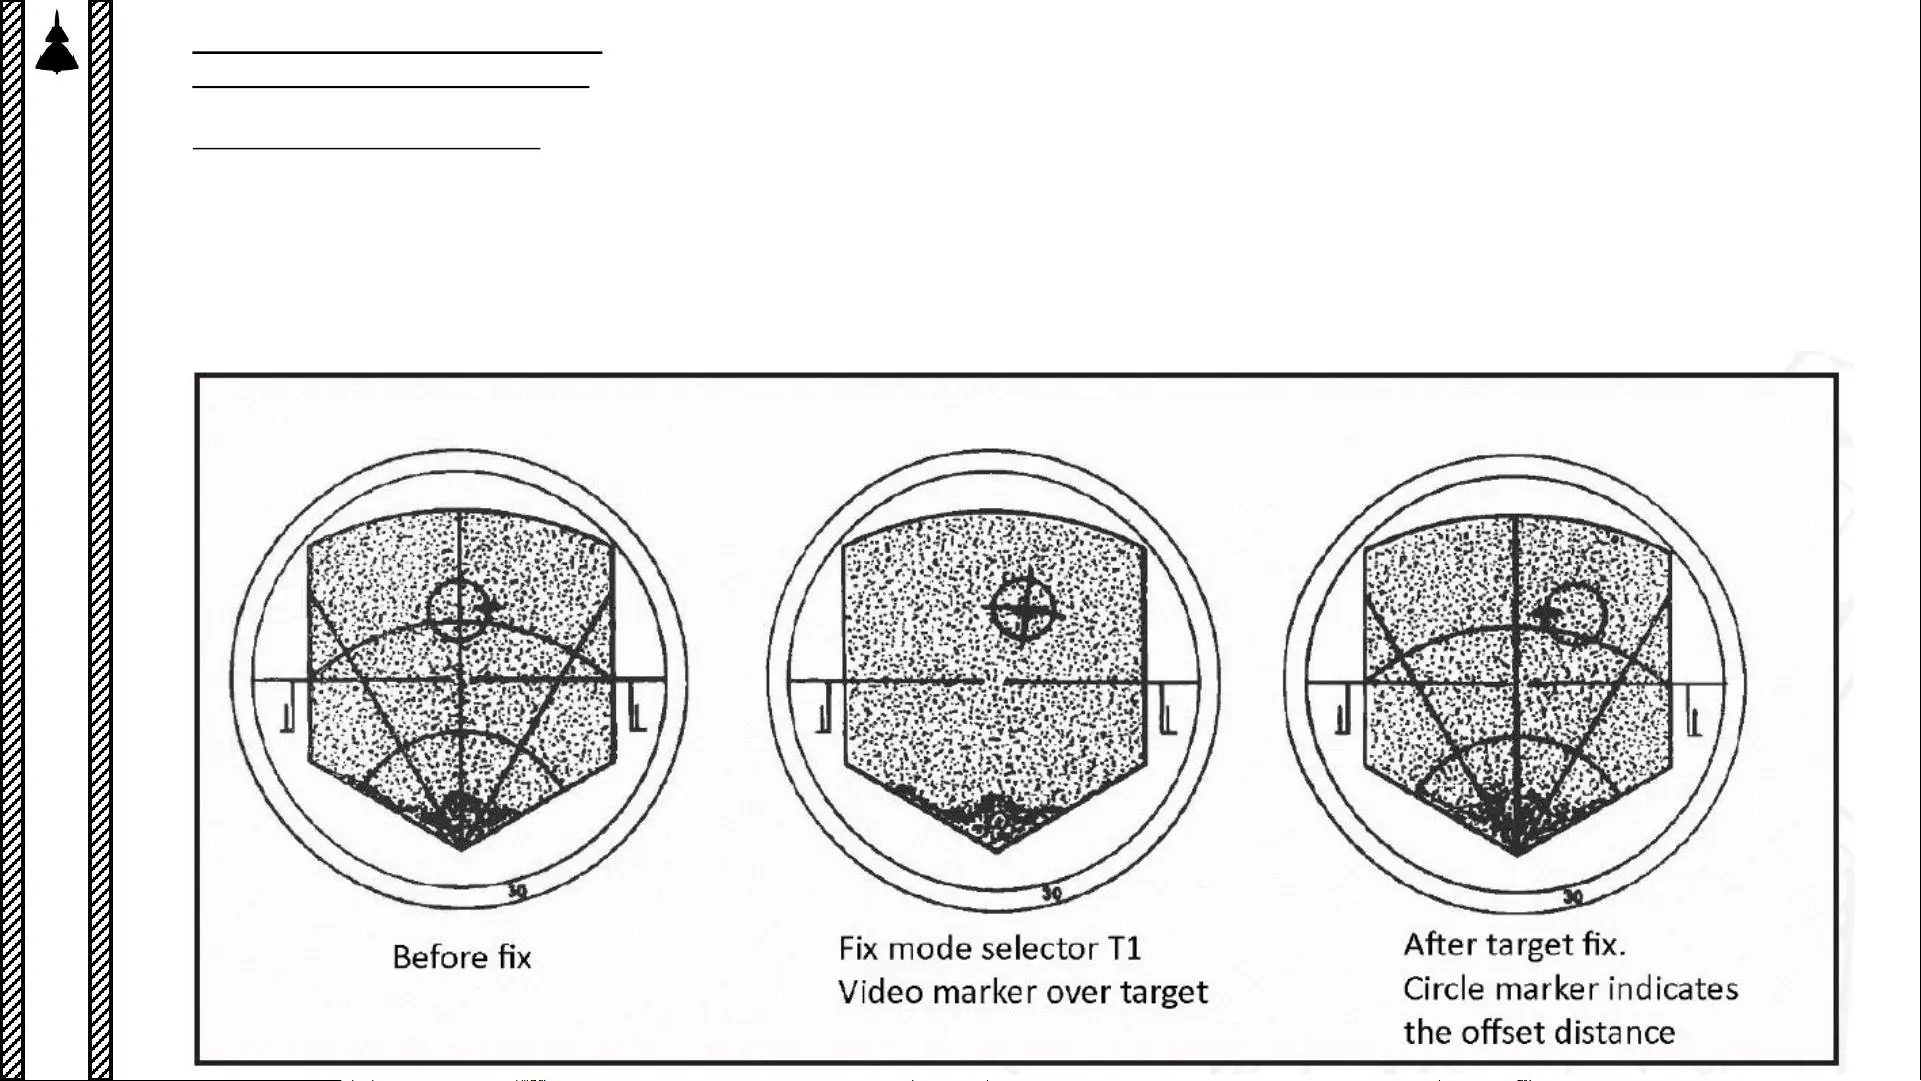 30
30
30
Before fix
Fix mode selector T1
Video marker over target
After target fix.
Circle marker indicates
the offset distance